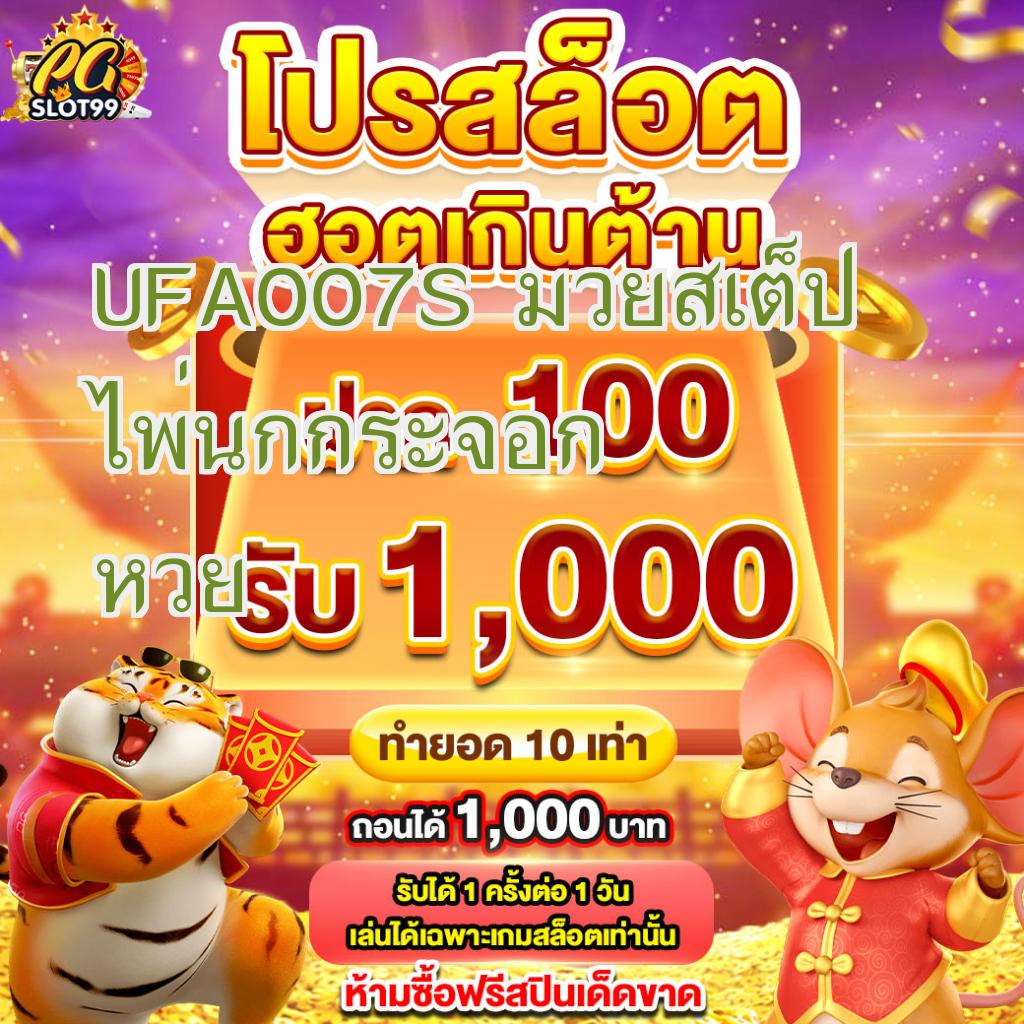 PG
SLOT99
โปรสล็อต
ฮอตเกินต้าน
UFA007S มวยสเต็ป
ไพ่นกกระจอก
100
หวย
รับ 1,000
ทำยอด 10 เท่า
ถอนได้ 1,000 บาท
รับได้ 1 ครั้งต่อ 1 วัน
เล่นได้เฉพาะเกมสล็อตเท่านั้น
ห้ามซื้อฟรีสปินเด็ดขาด